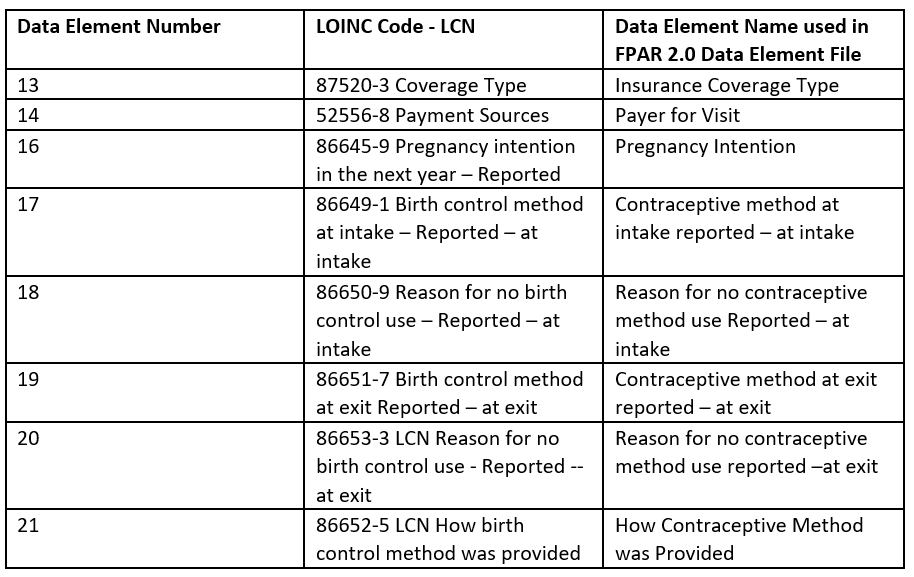 Data Element Number
LOINC Code - LCN
Data Element Name used in
FPAR 2.0 Data Element File
13
87520-3 Coverage Type
Insurance Coverage Type
14
52556-8 Payment Sources
Payer for Visit
16
86645-9 Pregnancy intention
in the next year – Reported
Pregnancy Intention
17
86649-1 Birth control method
at intake – Reported – at
intake
Contraceptive method at
intake reported – at intake
18
86650-9 Reason for no birth
control use – Reported – at
intake
Reason for no contraceptive
method use Reported – at
intake
19
86651-7 Birth control method
at exit Reported – at exit
Contraceptive method at exit
reported – at exit
20
86653-3 LCN Reason for no
birth control use - Reported --
at exit
Reason for no contraceptive
method use reported –at exit
21
86652-5 LCN How birth
control method was provided
How Contraceptive Method
was Provided